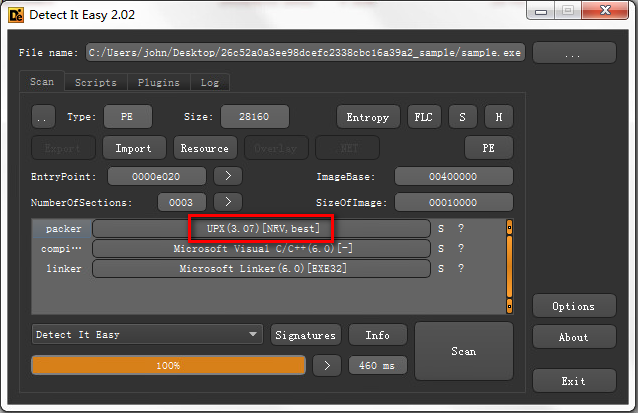 Detect It Easy 2.02
File name: C:/Users/john/Desktop/26c52a0a3ee98dcefc2338cbc16a39a2_sample/sample.exe ...
Scan Scripts Plugins Log
.. Type: PE Size: 28160 Entropy FLC S H
Export Import Resource Overlay .NET PE
EntryPoint: 0000e020 > ImageBase: 00400000
NumberOfSections: 0003 > SizeOfImage: 00010000
packer UPX(3.07)[NRV,best] S ?
compi… Microsoft Visual C/C++(6.0)[-] S ?
linker Microsoft Linker(6.0)[EXE32] S ?
Options
Detect It Easy Signatures Info Scan About
100% > 460 ms
Exit